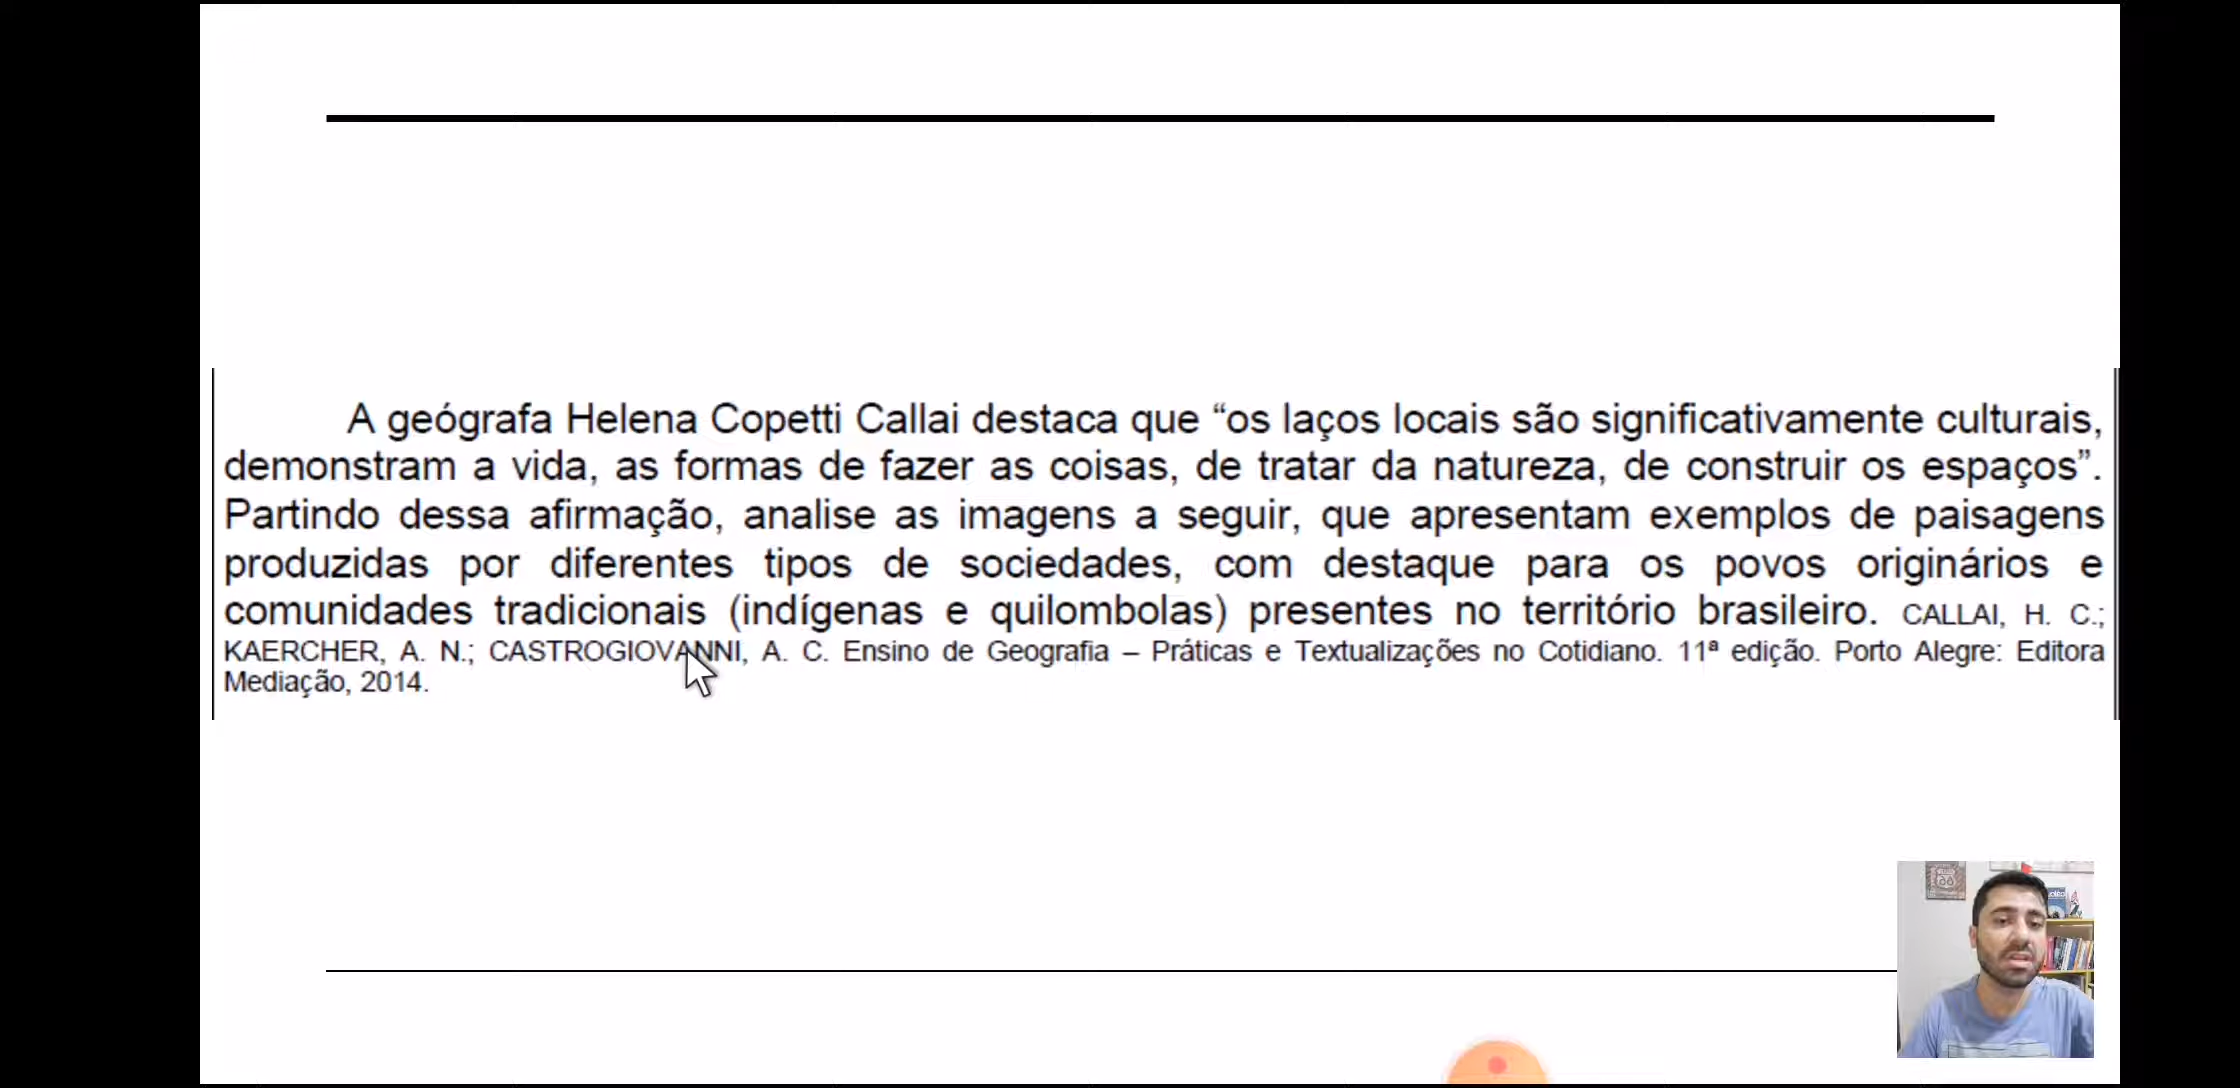 A geógrafa Helena Copetti Callai destaca que “os laços locais são significativamente culturais,
demonstram a vida, as formas de fazer as coisas, de tratar da natureza, de construir os espaços”.
Partindo dessa afirmação, analise as imagens a seguir, que apresentam exemplos de paisagens
produzidas por diferentes tipos de sociedades, com destaque para os povos originários e
comunidades tradicionais (indígenas e quilombolas) presentes no território brasileiro. CALLAI, H. C.;
KAERCHER, A. N.; CASTROGIOVANNI, A. C. Ensino de Geografia – Práticas e Textualizações no Cotidiano. 11ª edição. Porto Alegre: Editora
Mediação, 2014.